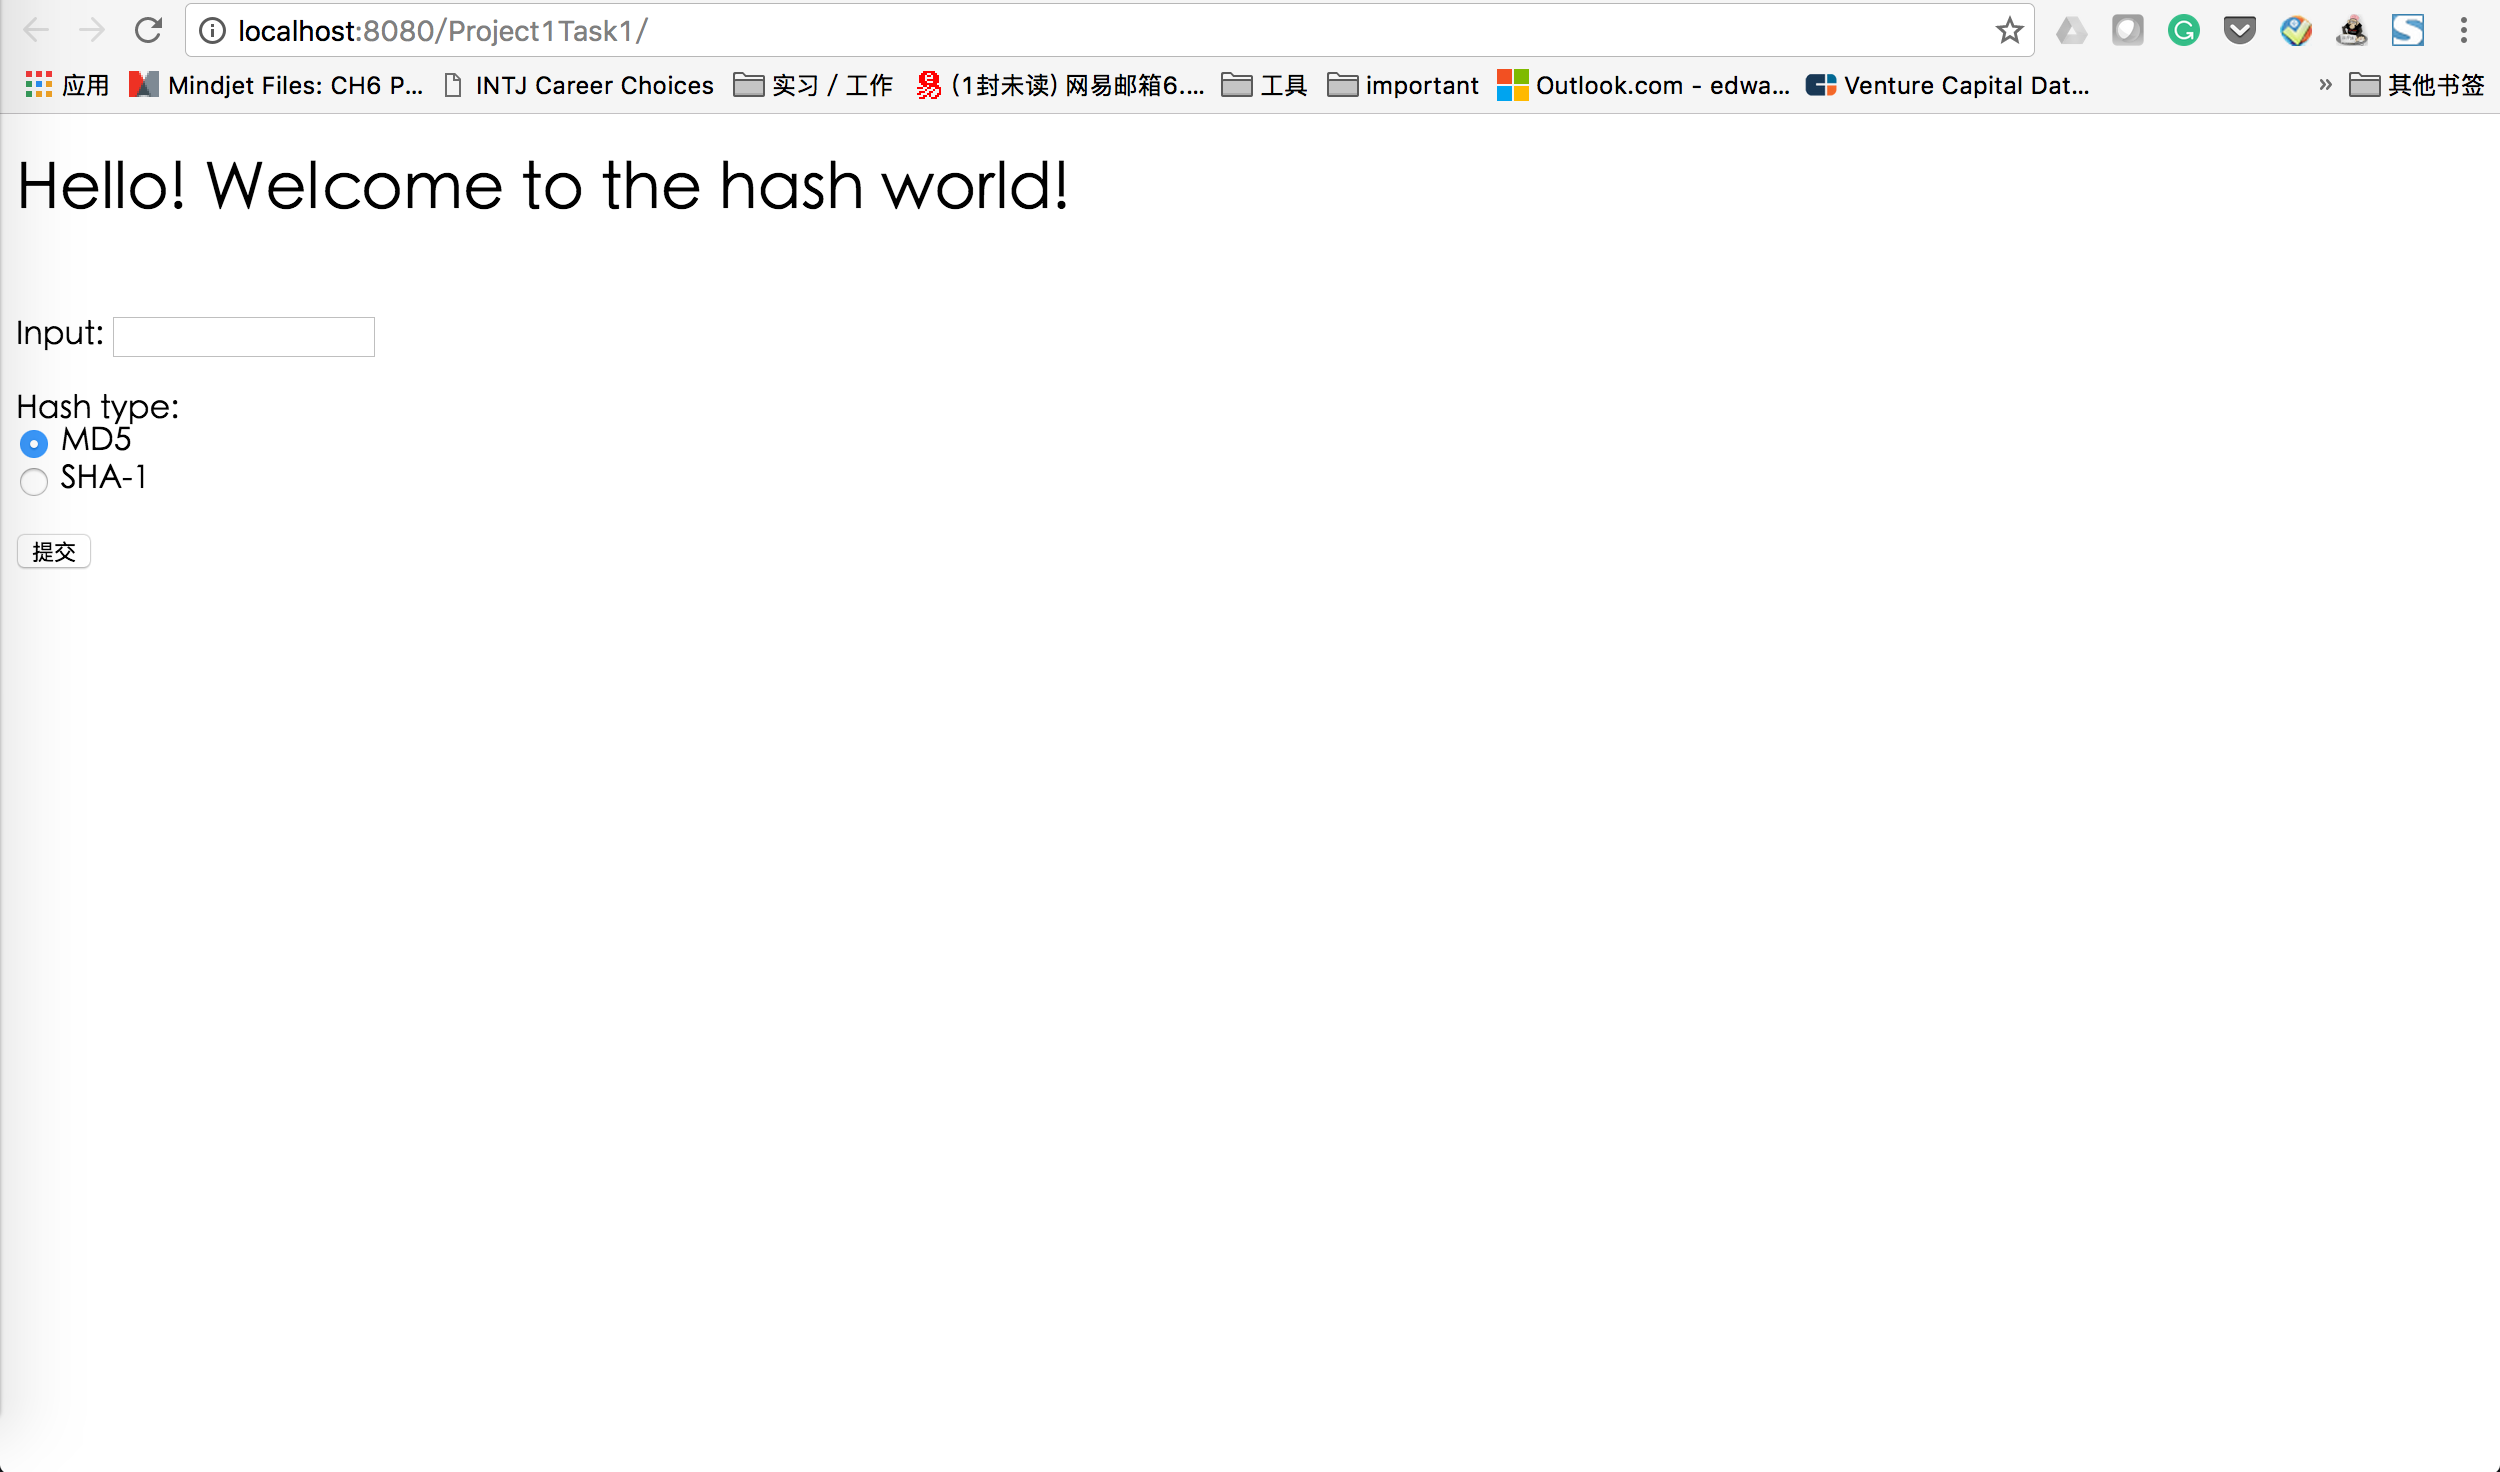 localhost:8080/Project1Task1/
应用 Mindjet Files: CH6 P... INTJ Career Choices 实习 / 工作 (1封未读) 网易邮箱6.... 工具 important Outlook.com - edwa... Venture Capital Dat... » 其他书签
Hello! Welcome to the hash world!
Input:
Hash type:
MD5
SHA-1
提交